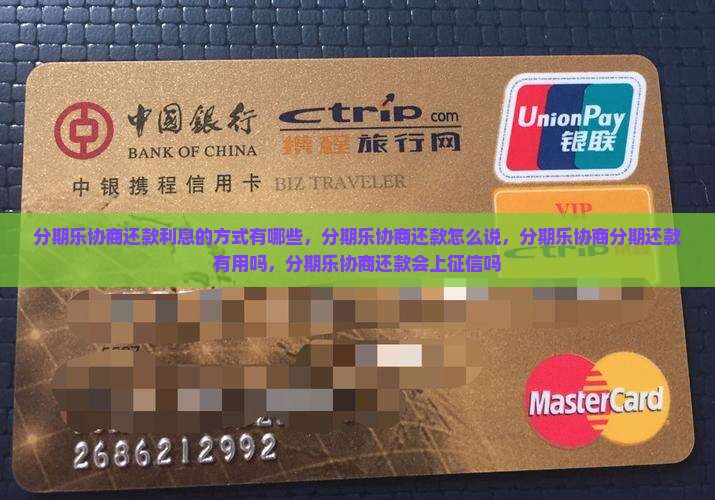 中國銀行
BANK OF CHINA
ctrip.com
携程旅行网
UnionPay
银联
中银携程信用卡 BIZ TRAVELER
VIP
分期乐协商还款利息的方式有哪些，分期乐协商还款怎么说，分期乐协商分期还款
有用吗，分期乐协商还款会上征信吗
MasterCard
2686212992